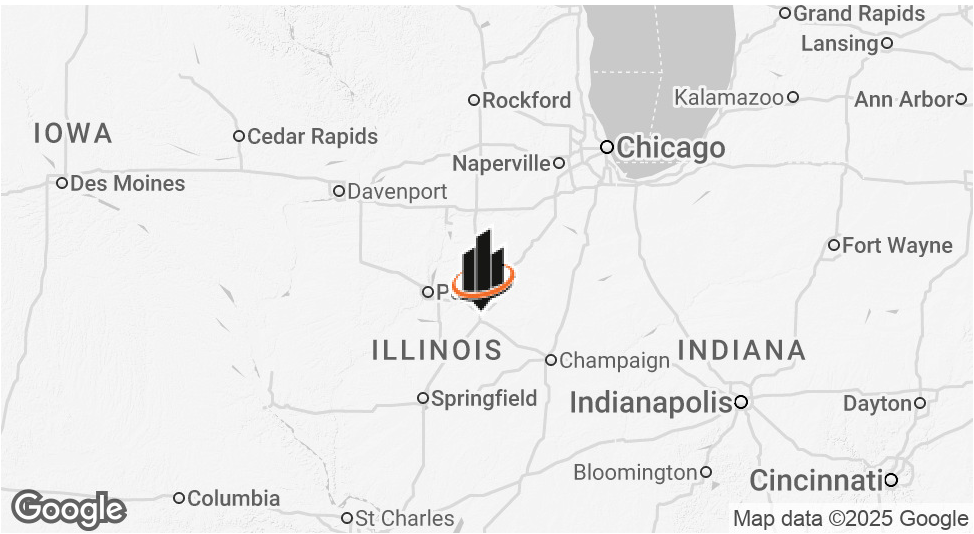 Grand Rapids
Lansing
Kalamazoo
Ann Arbor
Rockford
IOWA
Cedar Rapids
Chicago
Naperville
Des Moines
Davenport
Fort Wayne
ILLINOIS
INDIANA
Champaign
Springfield
Indianapolis
Dayton
Bloomington
Cincinnati
Columbia
Google
St Charles
Map data ©2025 Google